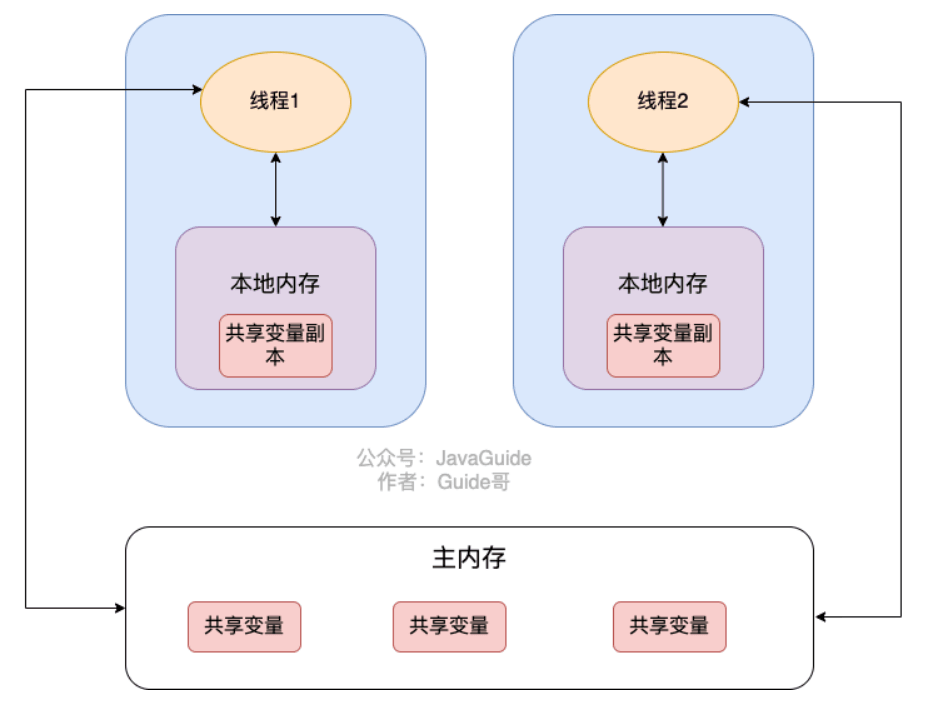 线程1
线程2
本地内存
共享变量副
本
本地内存
共享变量副
本
公众号：JavaGuide
作者：Guide哥
主内存
共享变量
共享变量
共享变量